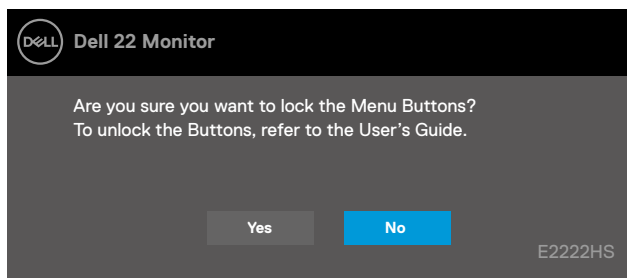 DELL Dell 22 Monitor
Are you sure you want to lock the Menu Buttons?
To unlock the Buttons, refer to the User's Guide.
Yes No
E2222HS